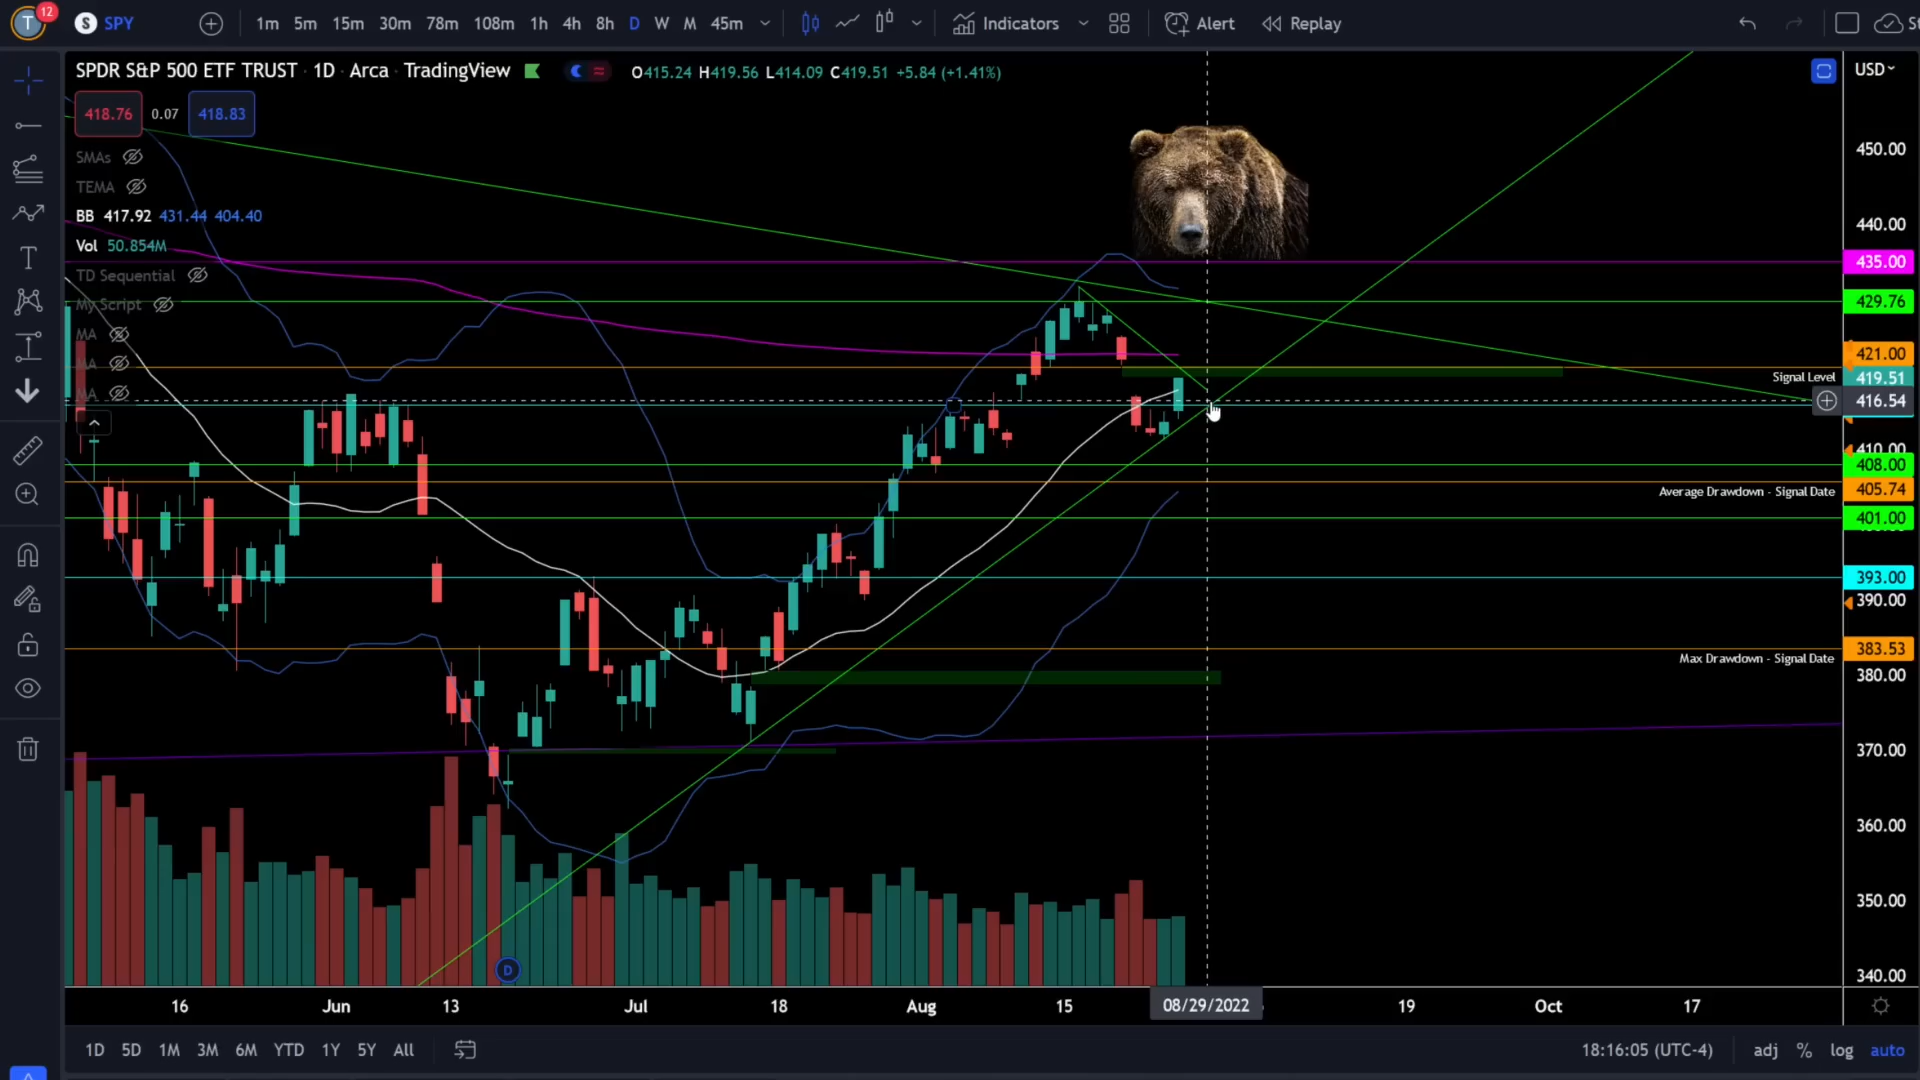 T 12 S SPY 1m 5m 15m 30m 78m 108m 1h 4h 8h D W M 45m Indicators Alert Replay
SPDR S&P 500 ETF TRUST · 1D · Arca · TradingView O415.24 H419.56 L414.09 C419.51 +5.84 (+1.41%) USD
418.76 0.07 418.83
SMAs
TEMA
BB 417.92 431.44 404.40
Vol 50.854M
TD Sequential
My Script
MA
MA
MA
450.00
440.00
435.00
429.76
421.00
Signal Level 419.51
416.54
410.00
408.00
Average Drawdown - Signal Date 405.74
401.00
393.00
390.00
383.53
Max Drawdown - Signal Date
380.00
370.00
360.00
350.00
340.00
D
16 Jun 13 Jul 18 Aug 15 08/29/2022 19 Oct 17
1D 5D 1M 3M 6M YTD 1Y 5Y All 18:16:05 (UTC-4) adj % log auto